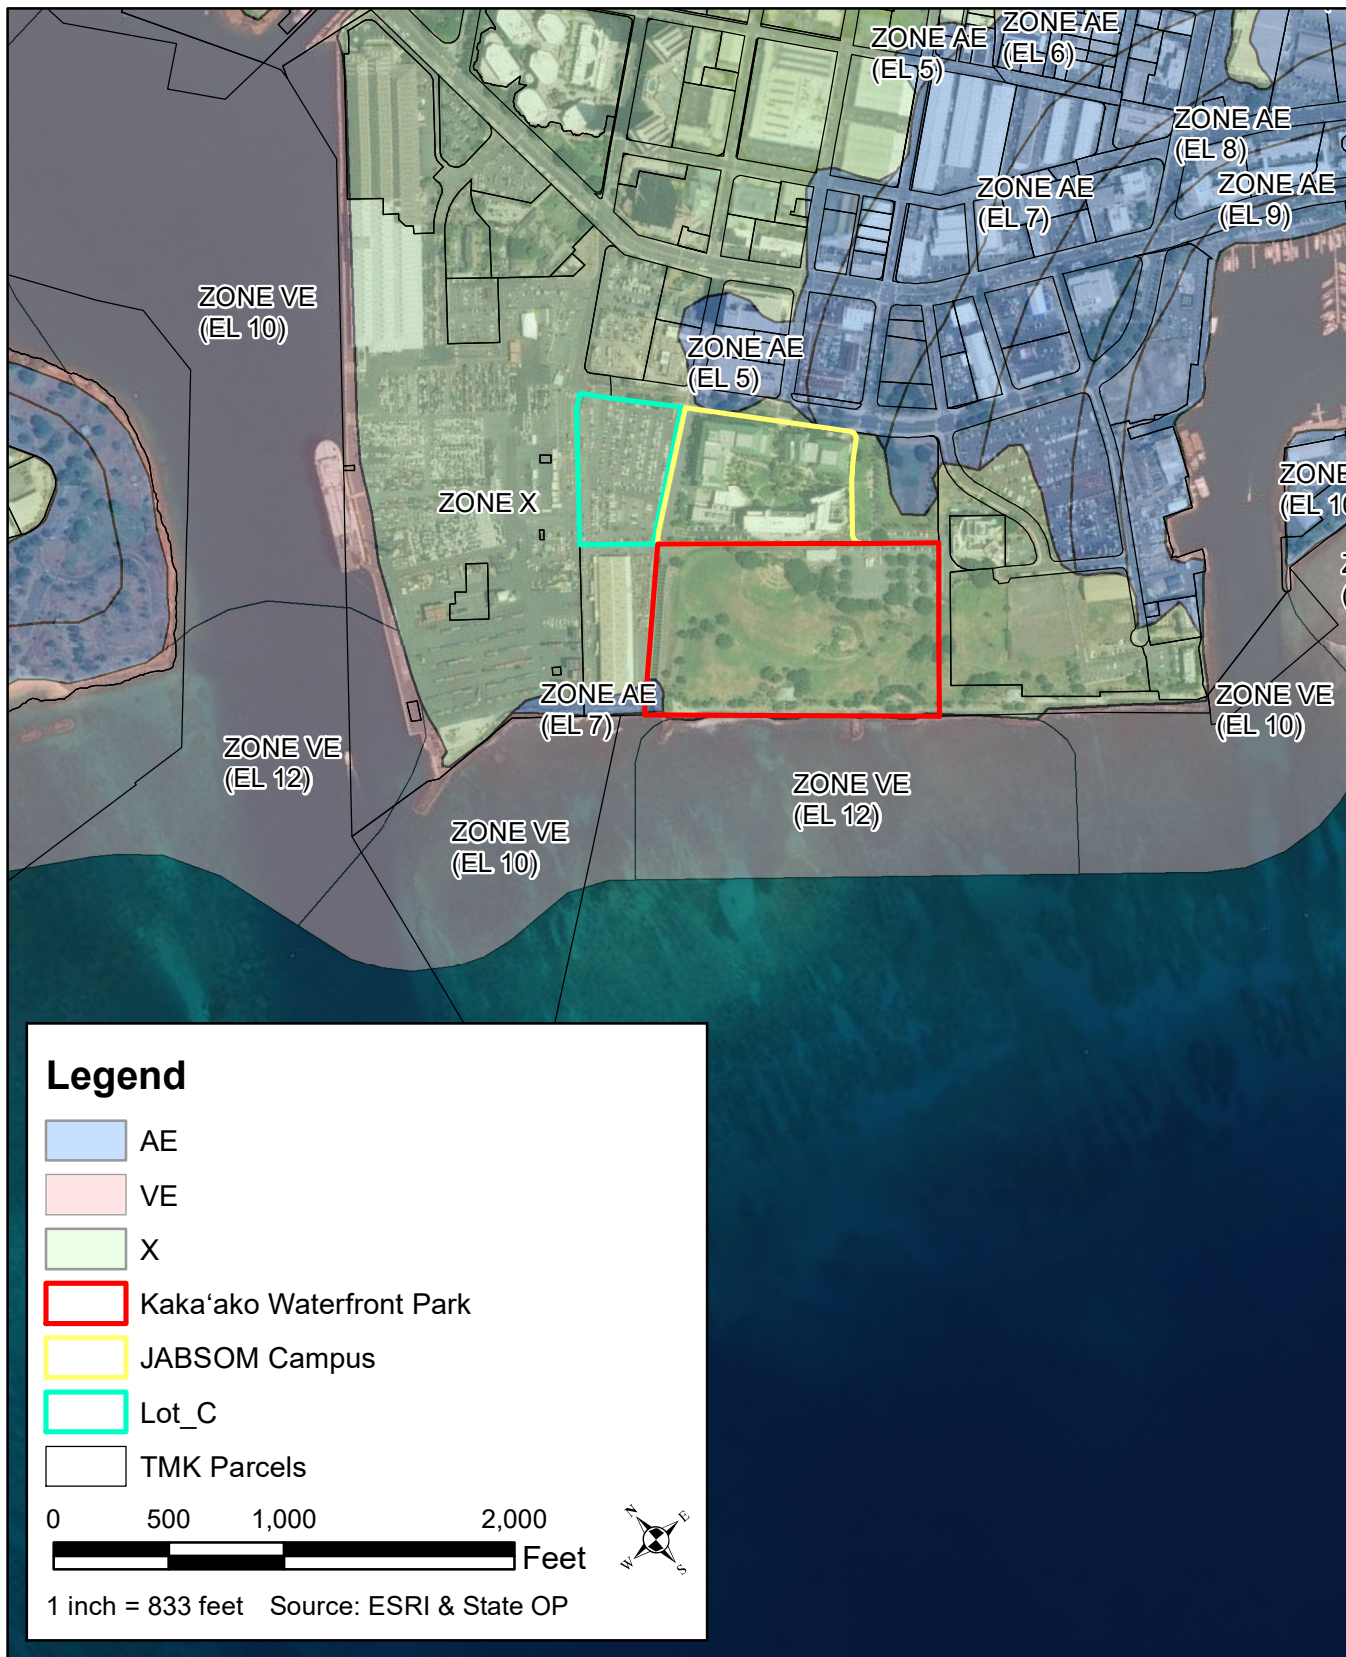 ZONE AE
(EL 5)
ZONE AE
(EL 6)
ZONE AE
(EL 8)
ZONE AE
(EL 7)
ZONE AE
(EL 9)
ZONE VE
(EL 10)
ZONE AE
(EL 5)
ZONE X
ZONE
(EL 10
Z
(
ZONE AE
(EL 7)
ZONE VE
(EL 10)
ZONE VE
(EL 12)
ZONE VE
(EL 12)
ZONE VE
(EL 10)
Legend
AE
VE
X
Kaka‘ako Waterfront Park
JABSOM Campus
Lot_C
TMK Parcels
0 500 1,000 2,000
Feet
N E
W S
1 inch = 833 feet Source: ESRI & State OP